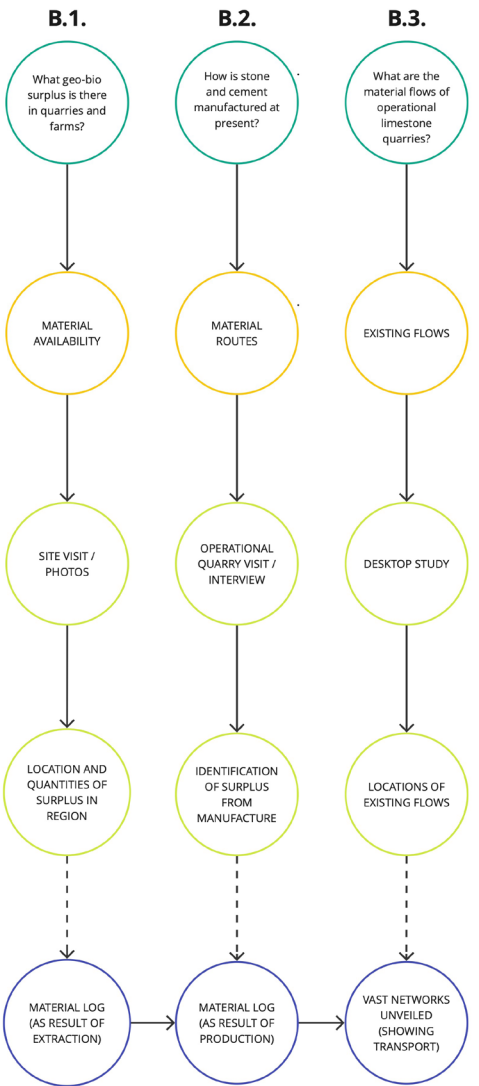 B.1.
What geo-bio
surplus is there
in quarries and
farms?
MATERIAL
AVAILABILITY
SITE VISIT /
PHOTOS
LOCATION AND
QUANTITIES OF
SURPLUS IN
REGION
MATERIAL LOG
(AS RESULT OF
EXTRACTION)
B.2.
How is stone
and cement
manufactured at
present?
MATERIAL
ROUTES
OPERATIONAL
QUARRY VISIT /
INTERVIEW
IDENTIFICATION
OF SURPLUS
FROM
MANUFACTURE
MATERIAL LOG
(AS RESULT OF
PRODUCTION)
B.3.
What are the
material flows of
operational
limestone
quarries?
EXISTING FLOWS
DESKTOP STUDY
LOCATIONS OF
EXISTING FLOWS
VAST NETWORKS
UNVEILED
(SHOWING
TRANSPORT)